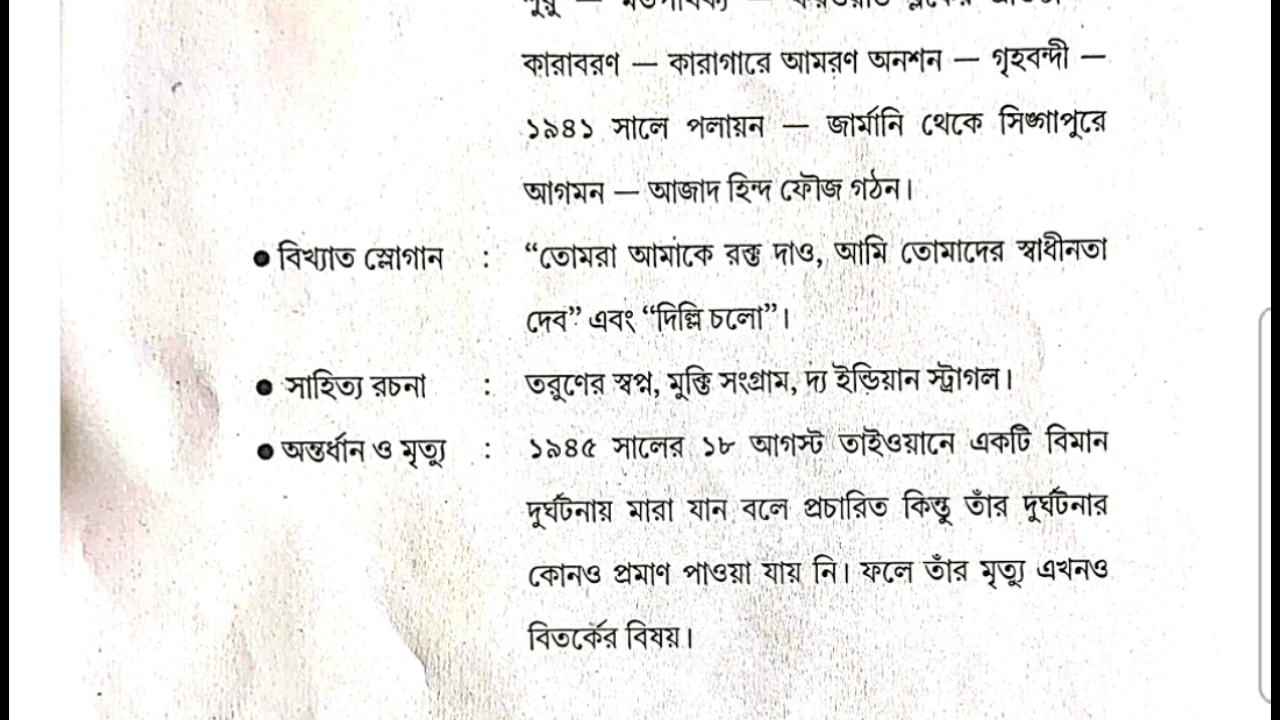 কারাবরণ — কারাগারে আমরণ অনশন — গৃহবন্দী —
১৯৪১ সালে পলায়ন — জার্মানি থেকে সিঙ্গাপুরে
আগমন — আজাদ হিন্দ ফৌজ গঠন।
● বিখ্যাত স্লোগান : “তোমরা আমাকে রক্ত দাও, আমি তোমাদের স্বাধীনতা
দেব” এবং “দিল্লি চলো”।
● সাহিত্য রচনা : তরুণের স্বপ্ন, মুক্তি সংগ্রাম, দ্য ইন্ডিয়ান স্ট্রাগল।
● অন্তর্ধান ও মৃত্যু : ১৯৪৫ সালের ১৮ আগস্ট তাইওয়ানে একটি বিমান
দুর্ঘটনায় মারা যান বলে প্রচারিত কিন্তু তাঁর দুর্ঘটনার
কোনও প্রমাণ পাওয়া যায় নি। ফলে তাঁর মৃত্যু এখনও
বিতর্কের বিষয়।